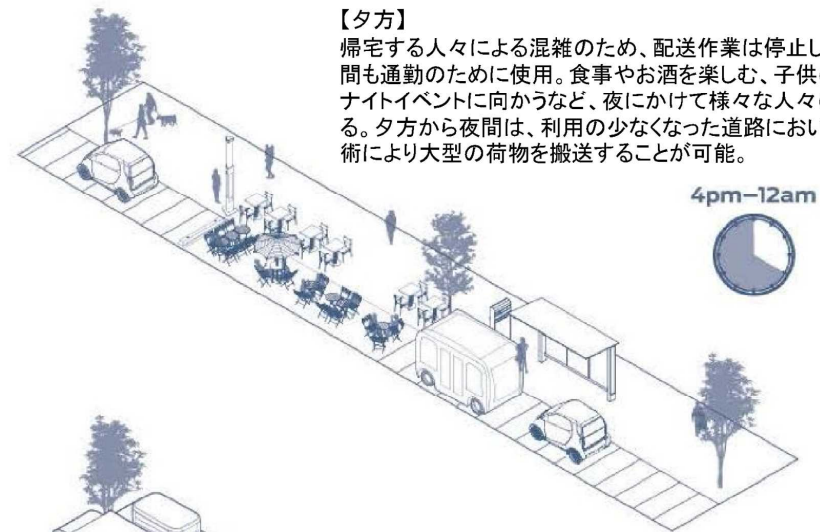 【夕方】
帰宅する人々による混雑のため、配送作業は停止し
間も通勤のために使用。食事やお酒を楽しむ、子供
ナイトイベントに向かうなど、夜にかけて様々な人々
る。夕方から夜間は、利用の少なくなった道路におい
術により大型の荷物を搬送することが可能。
4pm–12am